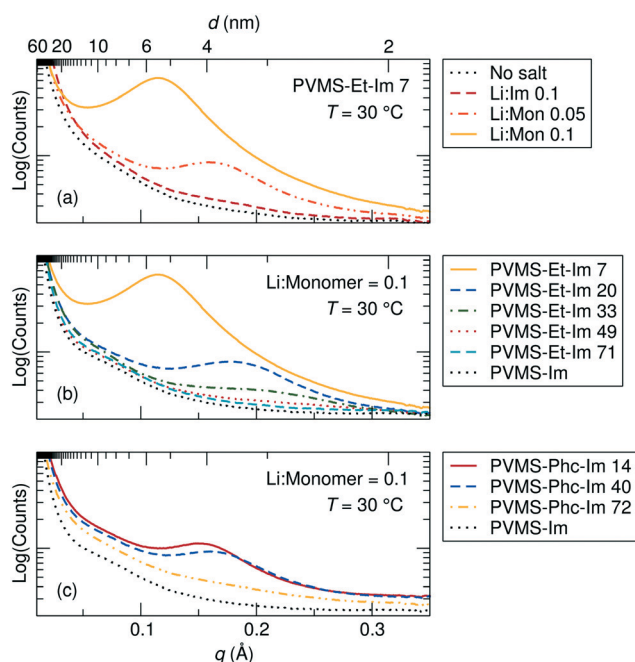 d (nm)
60 20 10 6 4 2
PVMS-Et-Im 7
T = 30 °C
Log(Counts)
(a)
No salt
Li:Im 0.1
Li:Mon 0.05
Li:Mon 0.1
Li:Monomer = 0.1
T = 30 °C
Log(Counts)
(b)
PVMS-Et-Im 7
PVMS-Et-Im 20
PVMS-Et-Im 33
PVMS-Et-Im 49
PVMS-Et-Im 71
PVMS-Im
Li:Monomer = 0.1
T = 30 °C
Log(Counts)
(c)
PVMS-Phc-Im 14
PVMS-Phc-Im 40
PVMS-Phc-Im 72
PVMS-Im
0.1 0.2 0.3
q (Å)